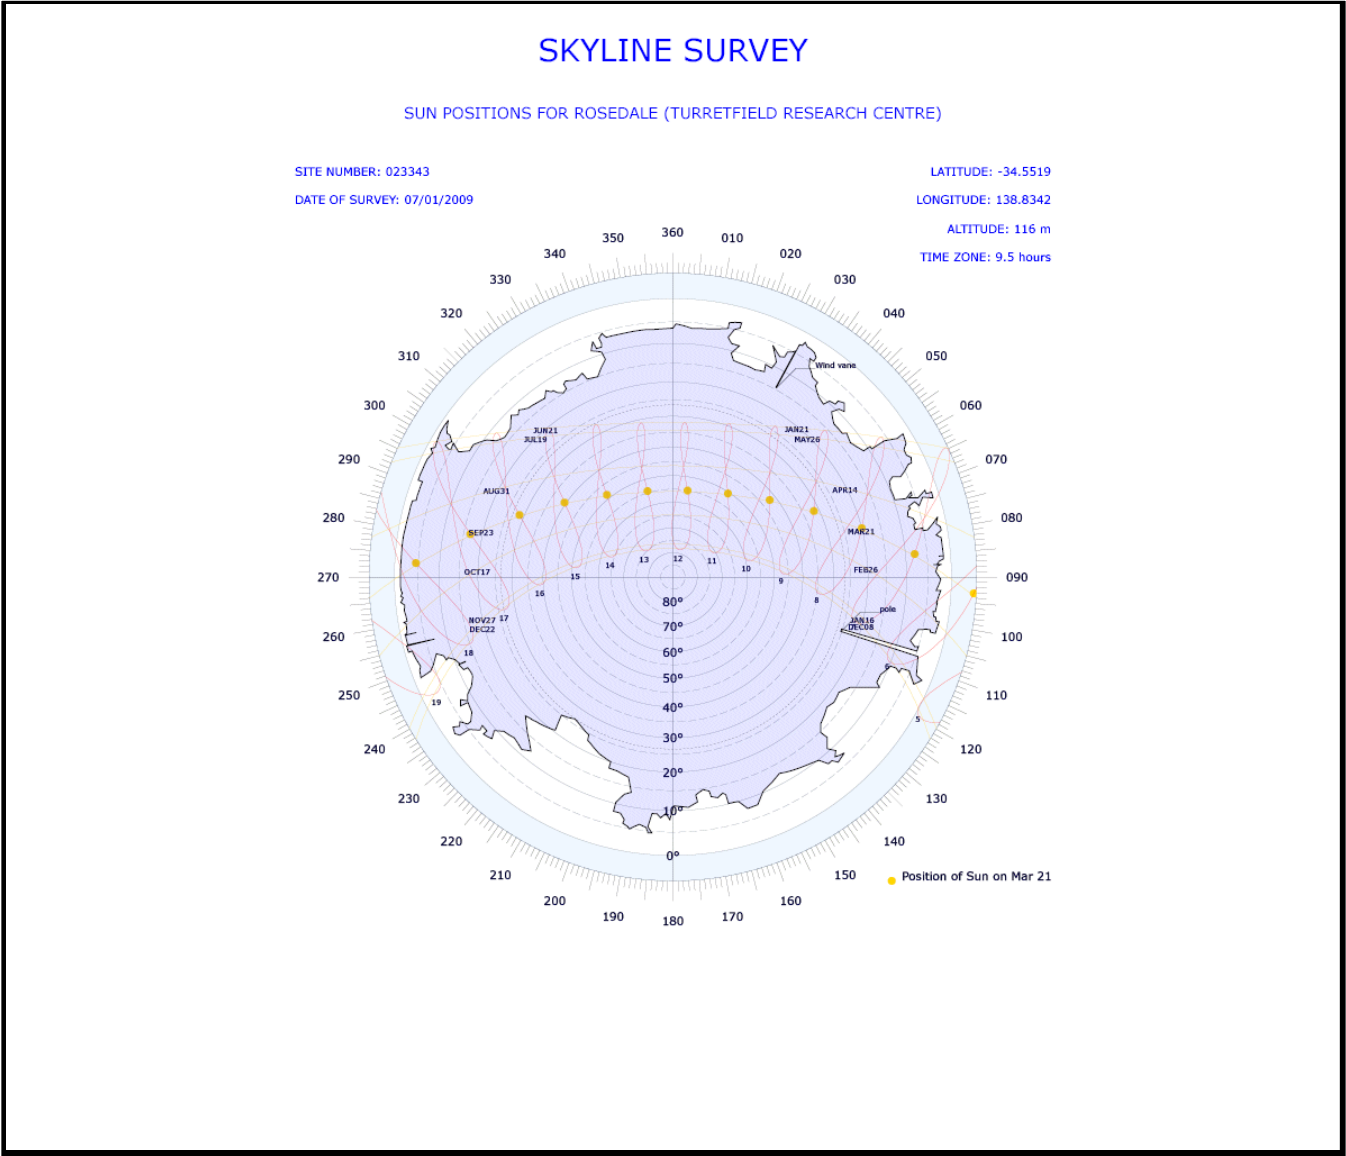 SKYLINE SURVEY
SUN POSITIONS FOR ROSEDALE (TURRETFIELD RESEARCH CENTRE)
SITE NUMBER: 023343
LATITUDE: -34.5519
DATE OF SURVEY: 07/01/2009
LONGITUDE: 138.8342
ALTITUDE: 116 m
TIME ZONE: 9.5 hours
360
350
010
340
020
330
030
320
040
310
050
300
060
290
070
280
080
270
090
260
100
250
110
240
120
230
130
220
140
210
150
200
160
190
170
180
Wind vane
JUN21
JUL19
JAN21
MAY26
AUG31
APR14
SEP23
MAR21
OCT17
FEB26
NOV27
DEC22
pole
JAN16
DEC08
19
18
17
16
15
14
13
12
11
10
9
8
6
5
80°
70°
60°
50°
40°
30°
20°
10°
0°
Position of Sun on Mar 21